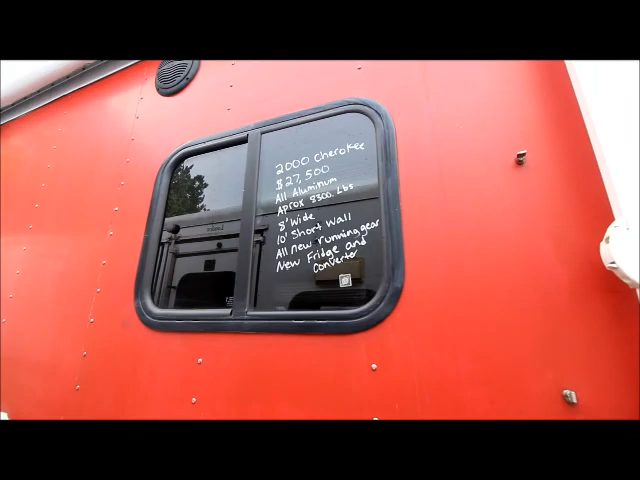 2000 Cherokee
$27,500
All Aluminum
Aprox 8300. Lbs
8' Wide
10' Short Wall
All new running gear
New Fridge and
Converter